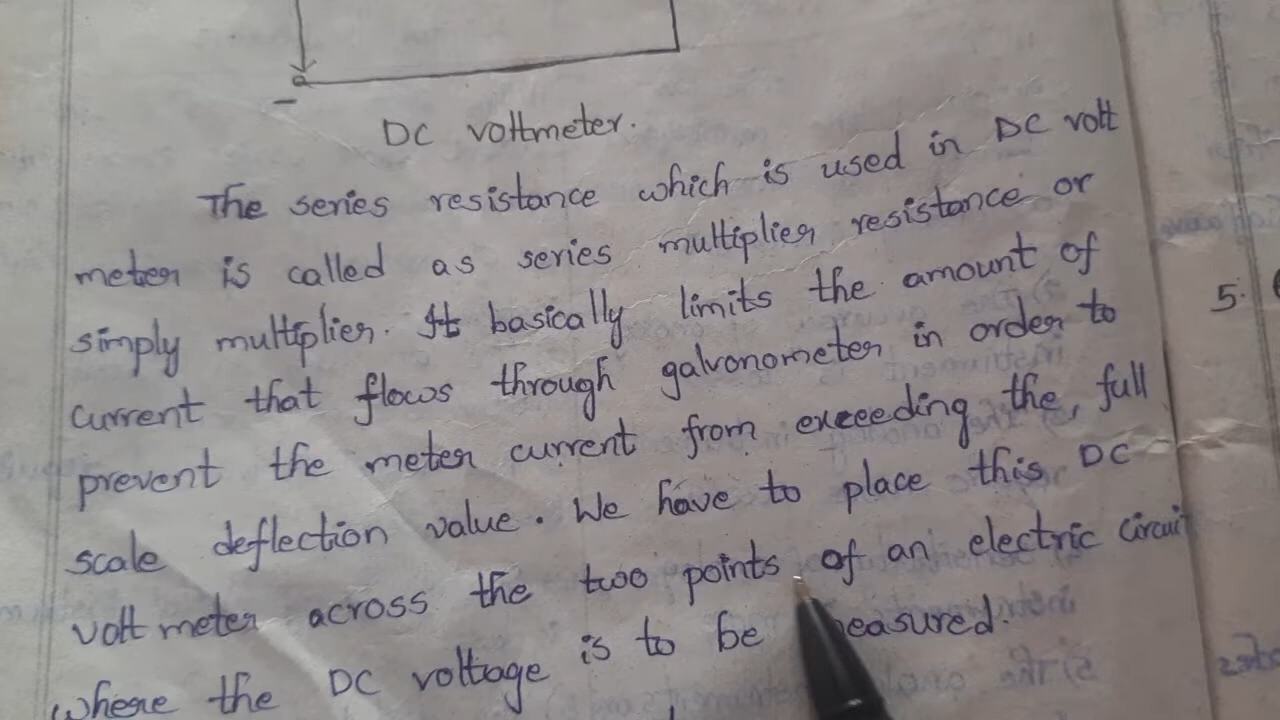 DC voltmeter.
The series resistance which is used in DC volt
meter is called as series multiplier resistance or
simply multiplier. It basically limits the amount of
current that flows through galvonometer in order to
prevent the meter current from exceeding the, full
scale deflection value. We have to place this DC
volt meter across the two points of an electric circuit
where the DC voltage is to be measured.
5.